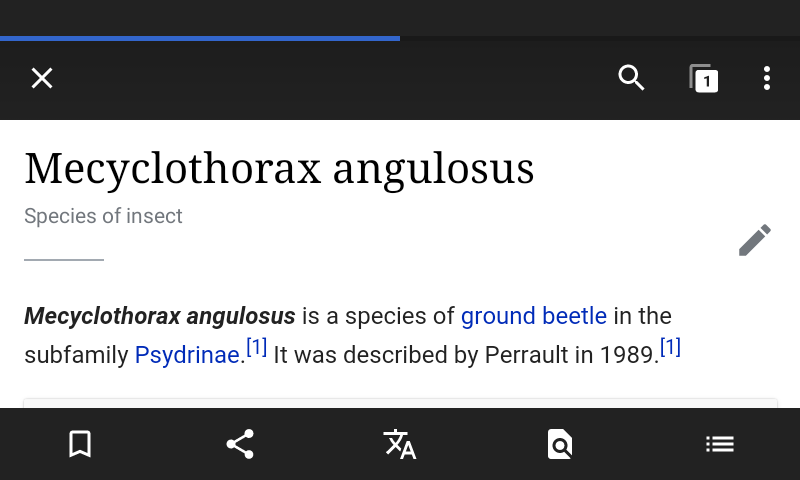 1
Mecyclothorax angulosus
Species of insect
Mecyclothorax angulosus is a species of ground beetle in the
subfamily Psydrinae.[1] It was described by Perrault in 1989.[1]